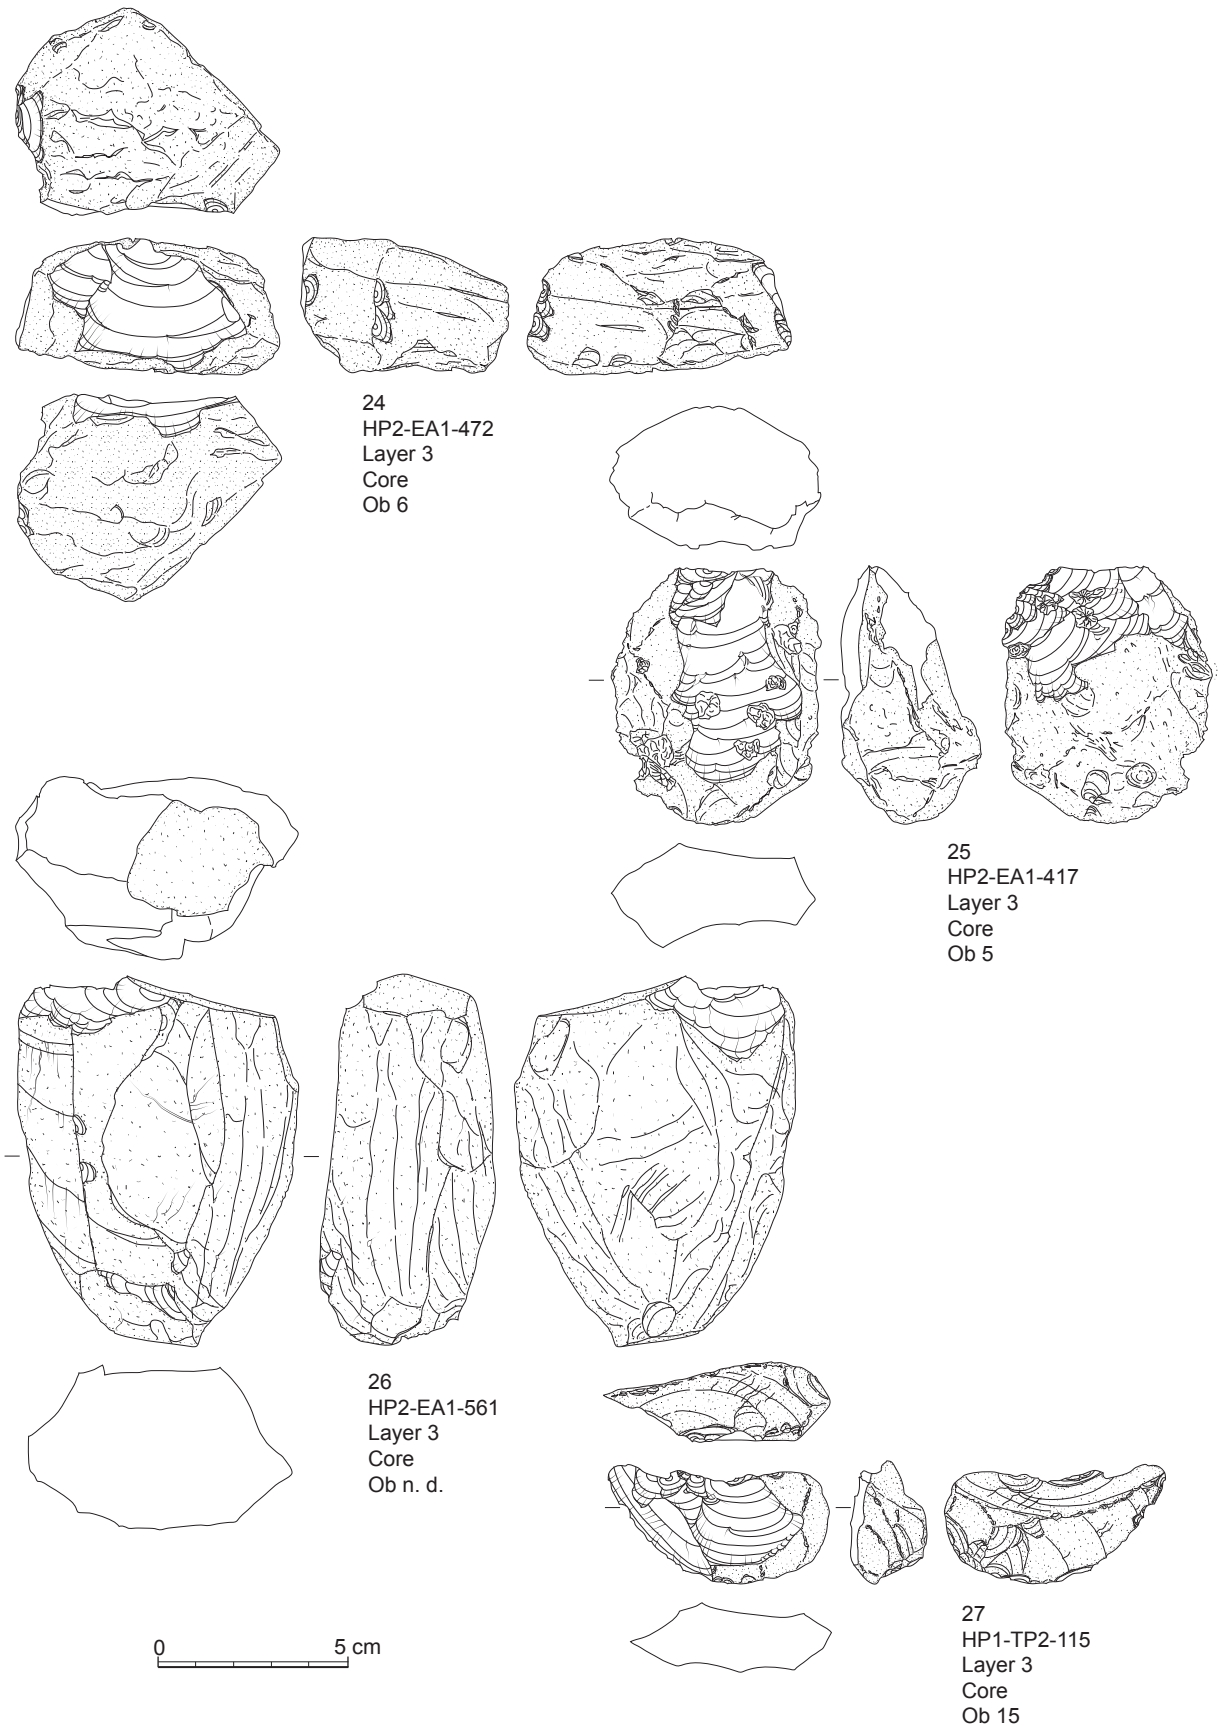 24
HP2-EA1-472
Layer 3
Core
Ob 6
25
HP2-EA1-417
Layer 3
Core
Ob 5
26
HP2-EA1-561
Layer 3
Core
Ob n. d.
0 5 cm
27
HP1-TP2-115
Layer 3
Core
Ob 15